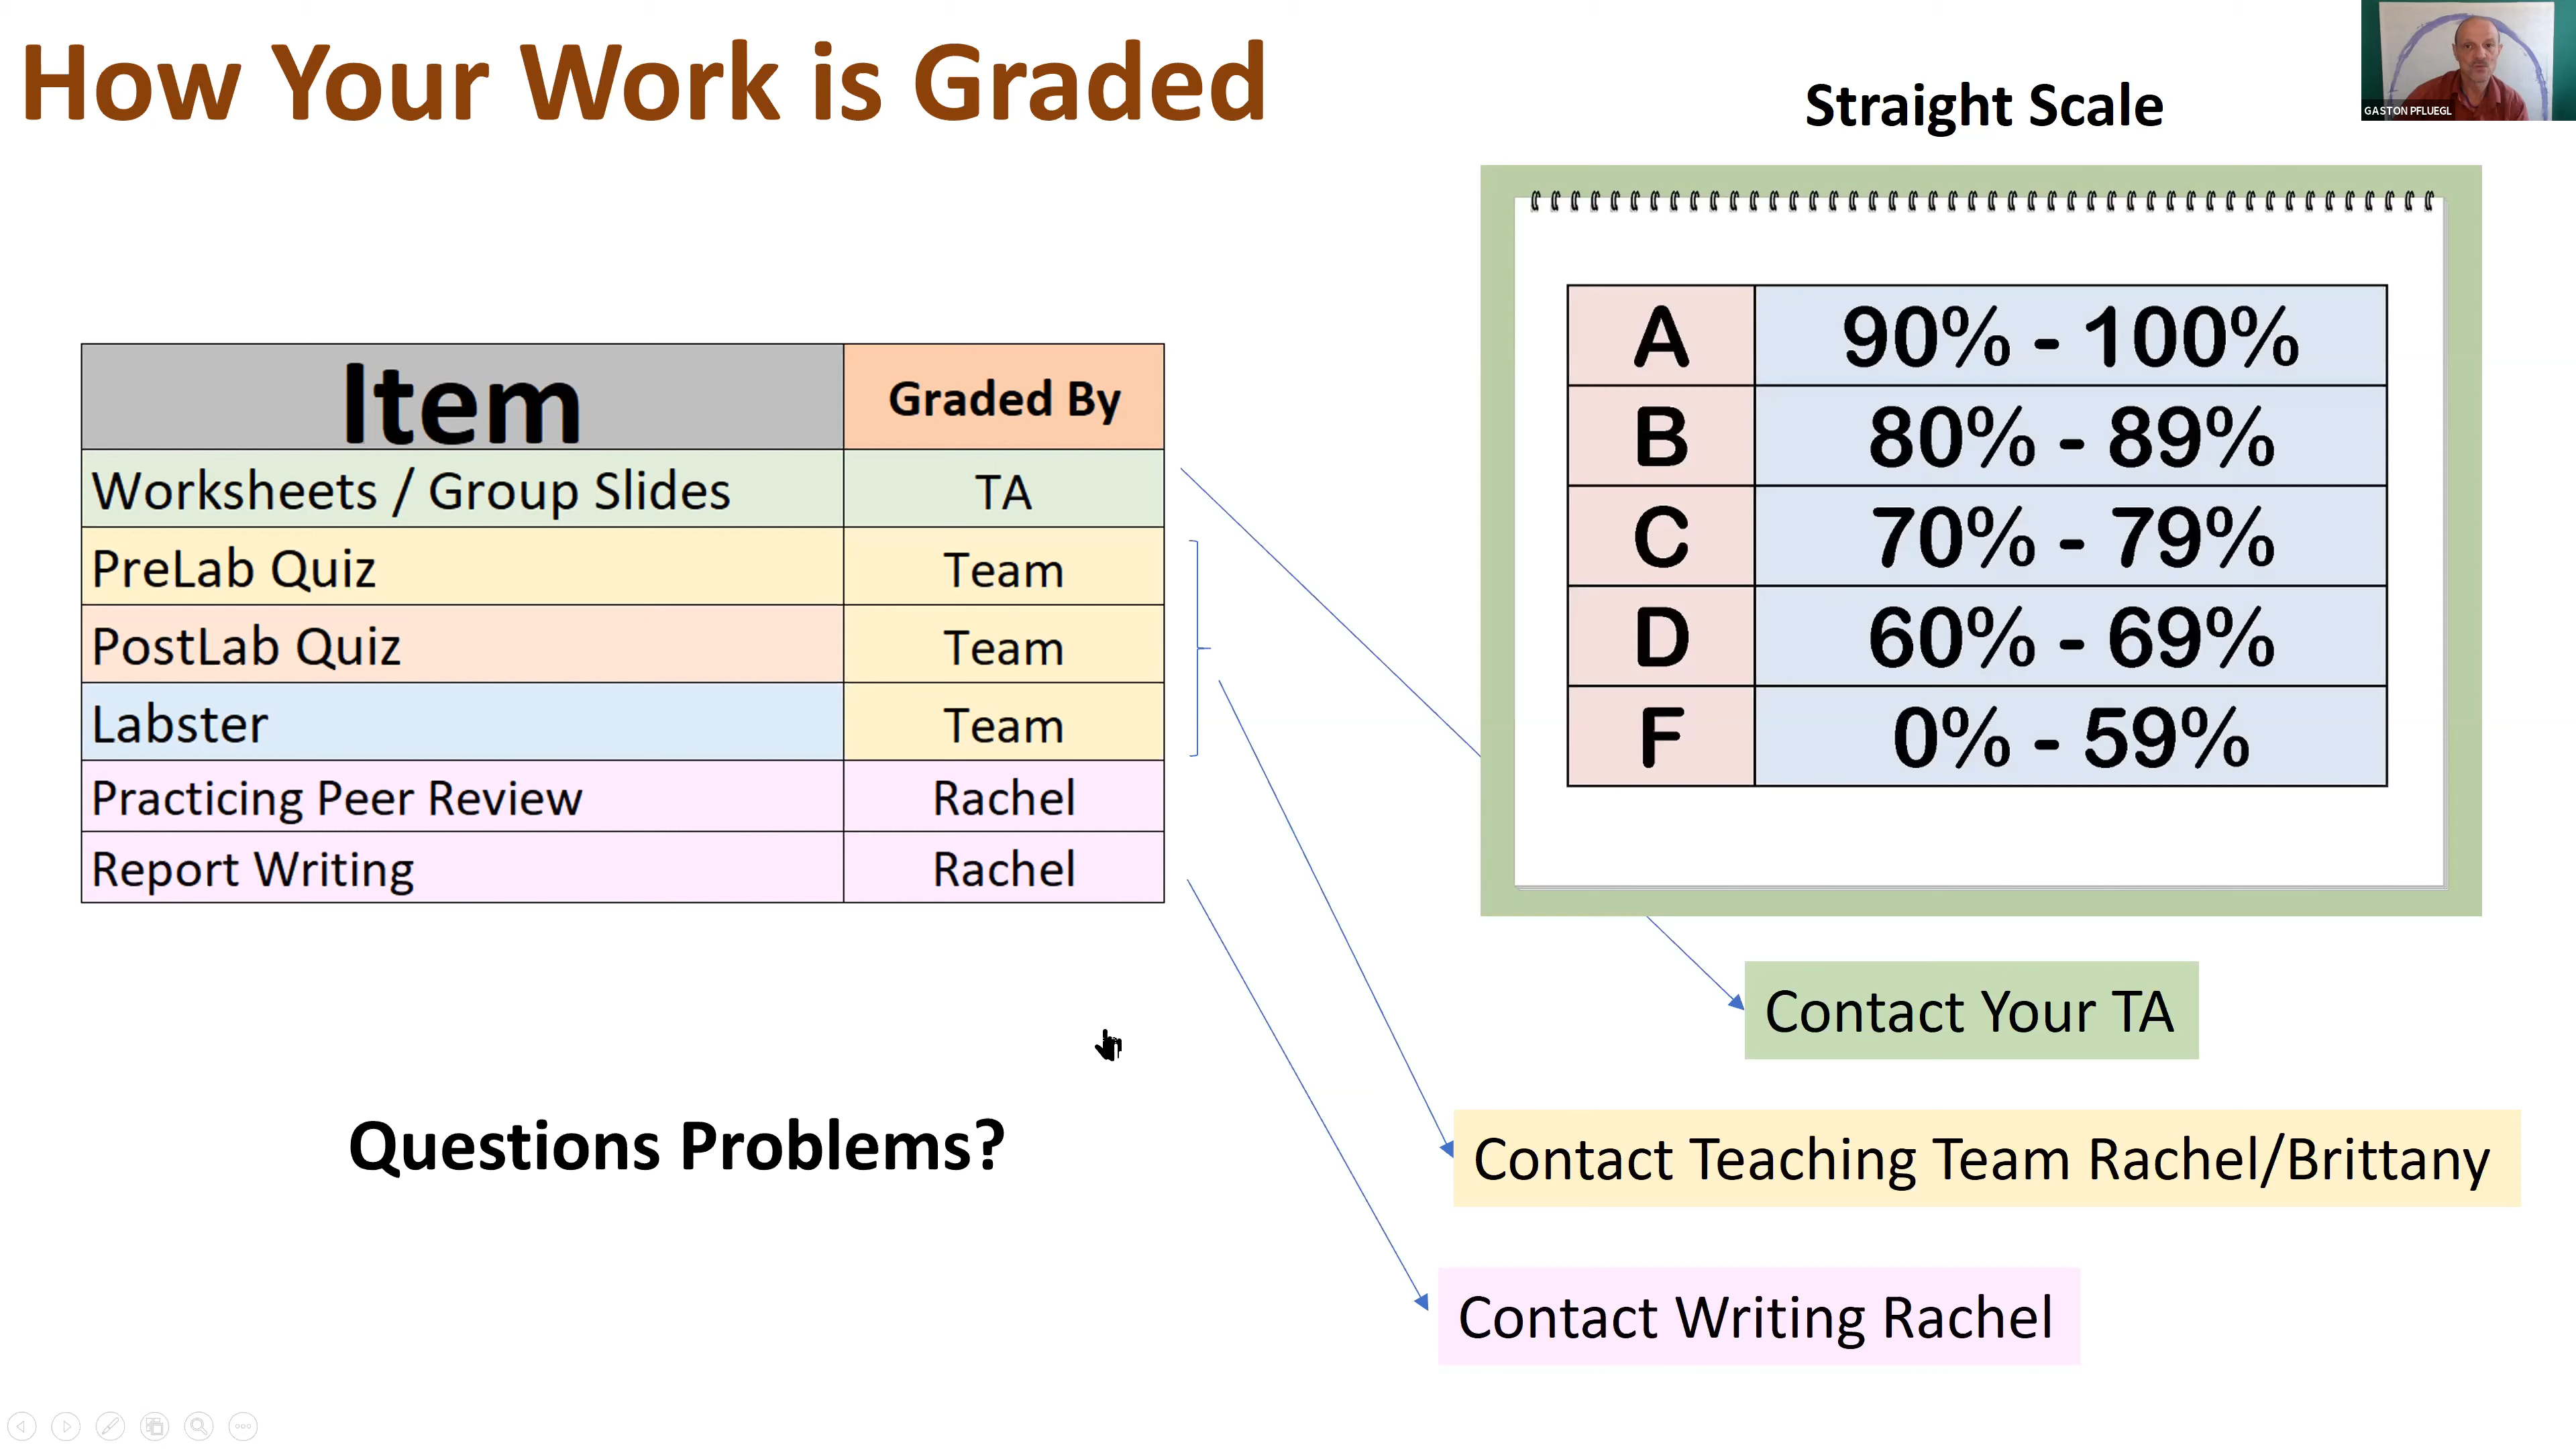 How Your Work is Graded
Straight Scale
GASTON PFLUEGL
Item Graded By
Worksheets / Group Slides TA
PreLab Quiz Team
PostLab Quiz Team
Labster Team
Practicing Peer Review Rachel
Report Writing Rachel
A 90% - 100%
B 80% - 89%
C 70% - 79%
D 60% - 69%
F 0% - 59%
Questions Problems?
Contact Your TA
Contact Teaching Team Rachel/Brittany
Contact Writing Rachel